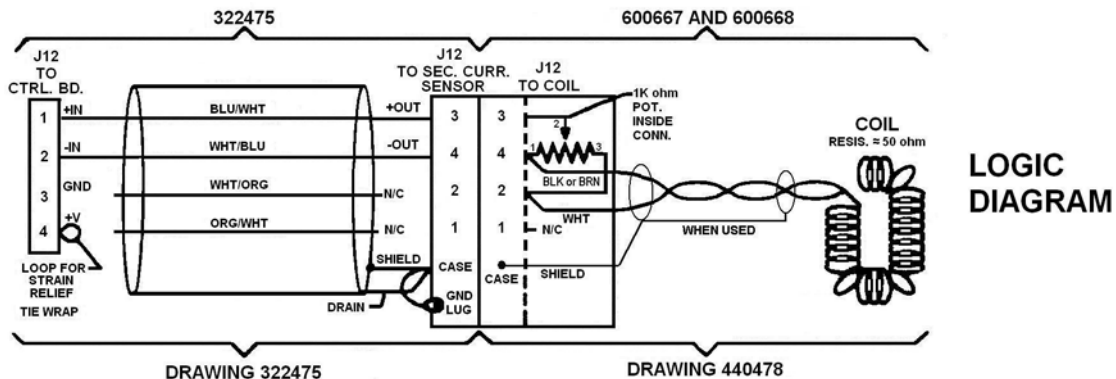 322475
600667 AND 600668
J12
TO
CTRL. BD.
1
+IN
BLU/WHT
+OUT
2
-IN
WHT/BLU
-OUT
3
GND
WHT/ORG
N/C
4
+V
ORG/WHT
N/C
LOOP FOR
STRAIN
RELIEF
TIE WRAP
SHIELD
DRAIN
J12
TO SEC. CURR.
SENSOR
3
4
2
1
CASE
GND
LUG
J12
TO COIL
3
4
2
1
N/C
CASE
SHIELD
2
1
3
1K ohm
POT.
INSIDE
CONN.
BLK or BRN
WHT
WHEN USED
COIL
RESIS. ≈ 50 ohm
LOGIC
DIAGRAM
DRAWING 322475
DRAWING 440478